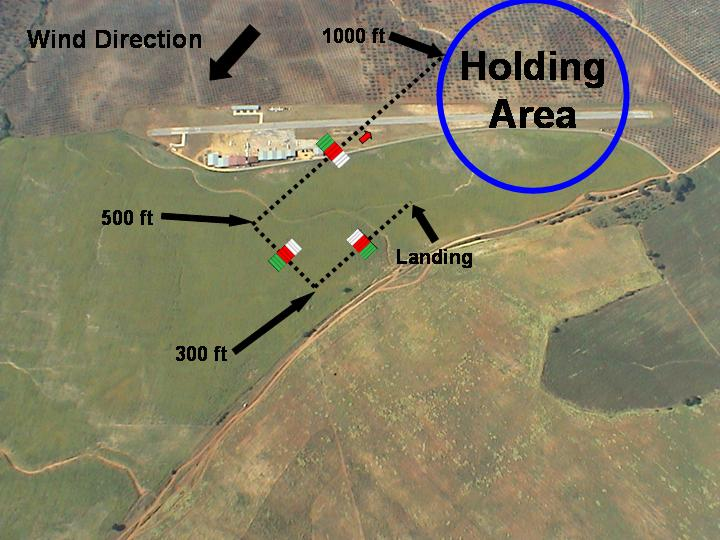 Wind Direction
1000 ft
Holding
Area
500 ft
Landing
300 ft